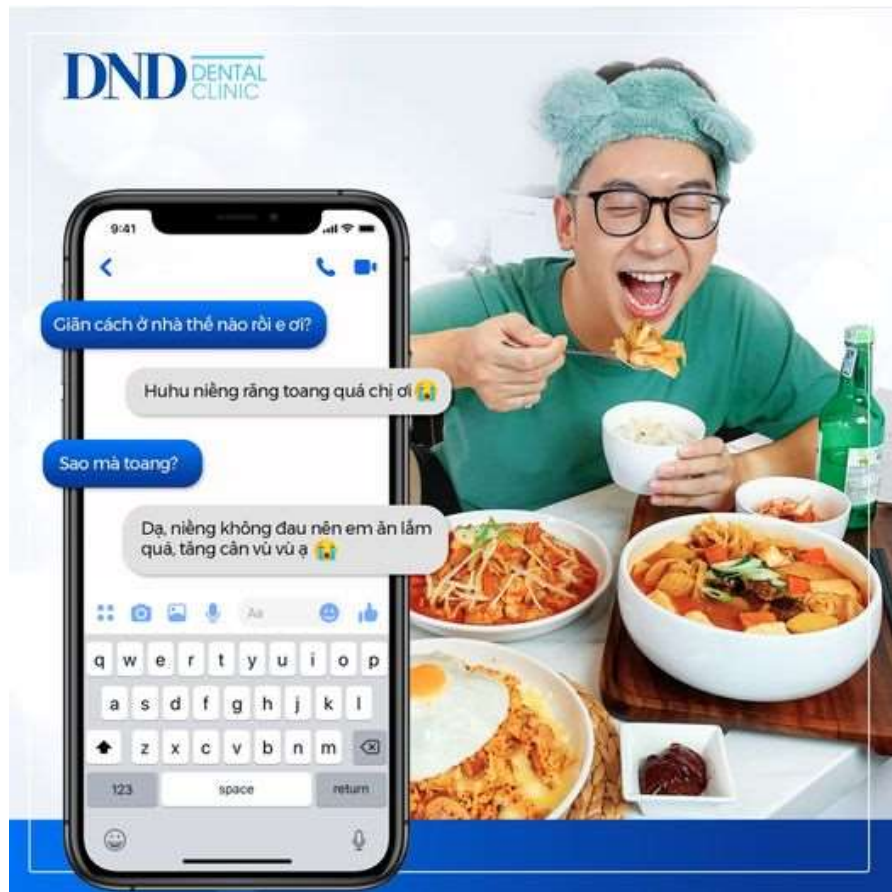 DND DENTAL
CLINIC
9:41
Giãn cách ở nhà thế nào rồi e ơi?
Huhu niềng răng toang quá chị ơi 😭
Sao mà toang?
Dạ, niềng không đau nên em ăn lắm
quá, tăng cân vù vù ạ 😭
Aa
q w e r t y u i o p
a s d f g h j k l
z x c v b n m
123 space return